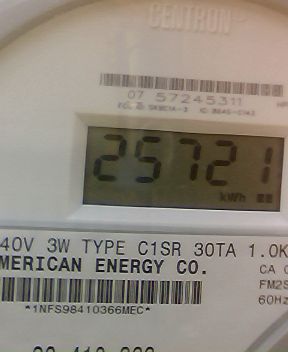 CENTRON
07 57245311
25721
kWh
40V 3W TYPE C1SR 30TA 1.0K
MERICAN ENERGY CO.
CA 0
FM2S
60Hz
*1NFS98410366MEC*